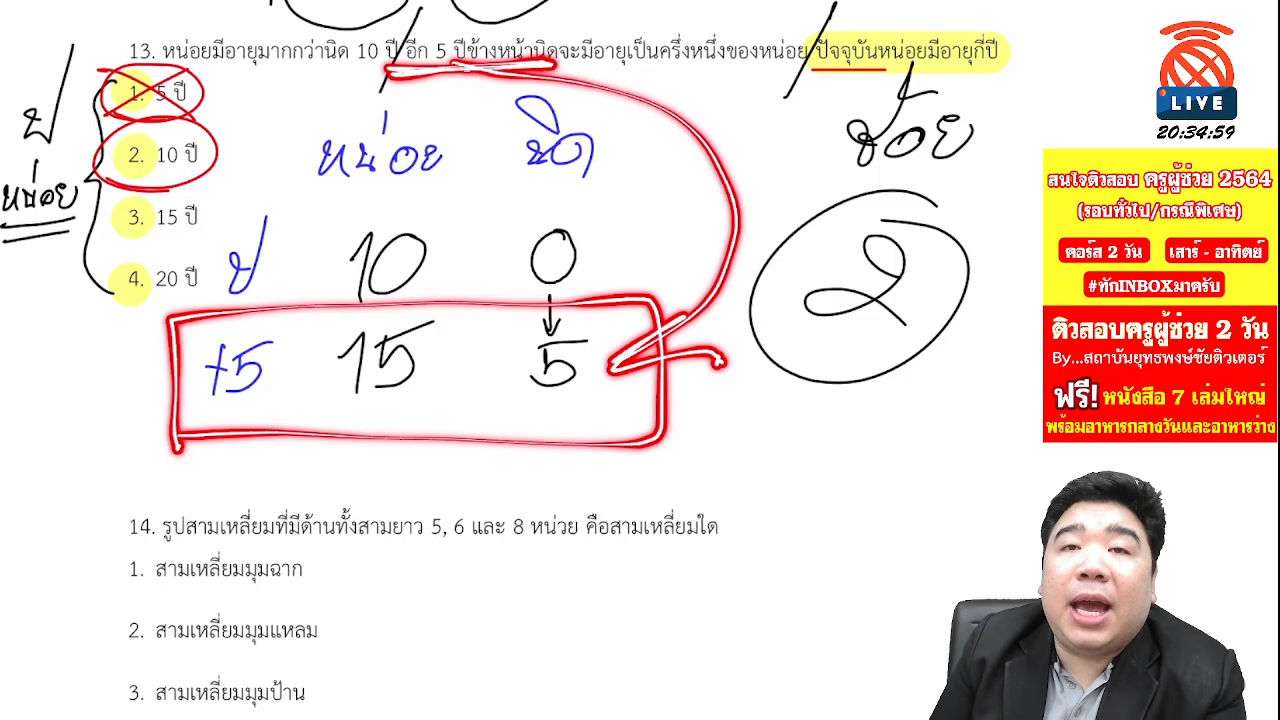 13. หน่อยมีอายุมากกว่านิด 10 ปี อีก 5 ปีข้างหน้านิดจะมีอายุเป็นครึ่งหนึ่งของหน่อย ปัจจุบันหน่อยมีอายุกี่ปี
1. 5 ปี
2. 10 ปี
3. 15 ปี
4. 20 ปี
ป
หน่อย
หน่อย นิด
ป 10 0
+5 15 5
2
14. รูปสามเหลี่ยมที่มีด้านทั้งสามยาว 5, 6 และ 8 หน่วย คือสามเหลี่ยมใด
1. สามเหลี่ยมมุมฉาก
2. สามเหลี่ยมมุมแหลม
3. สามเหลี่ยมมุมป้าน
LIVE
20:34:59
สนใจติวสอบ ครูผู้ช่วย 2564
(รอบทั่วไป/กรณีพิเศษ)
คอร์ส 2 วัน เสาร์ - อาทิตย์
#ทักINBOXมาครับ
ติวสอบครูผู้ช่วย 2 วัน
By...สถาบันยุทธพงษ์ชัยติวเตอร์
ฟรี! หนังสือ 7 เล่มใหญ่
พร้อมอาหารกลางวันและอาหารว่าง